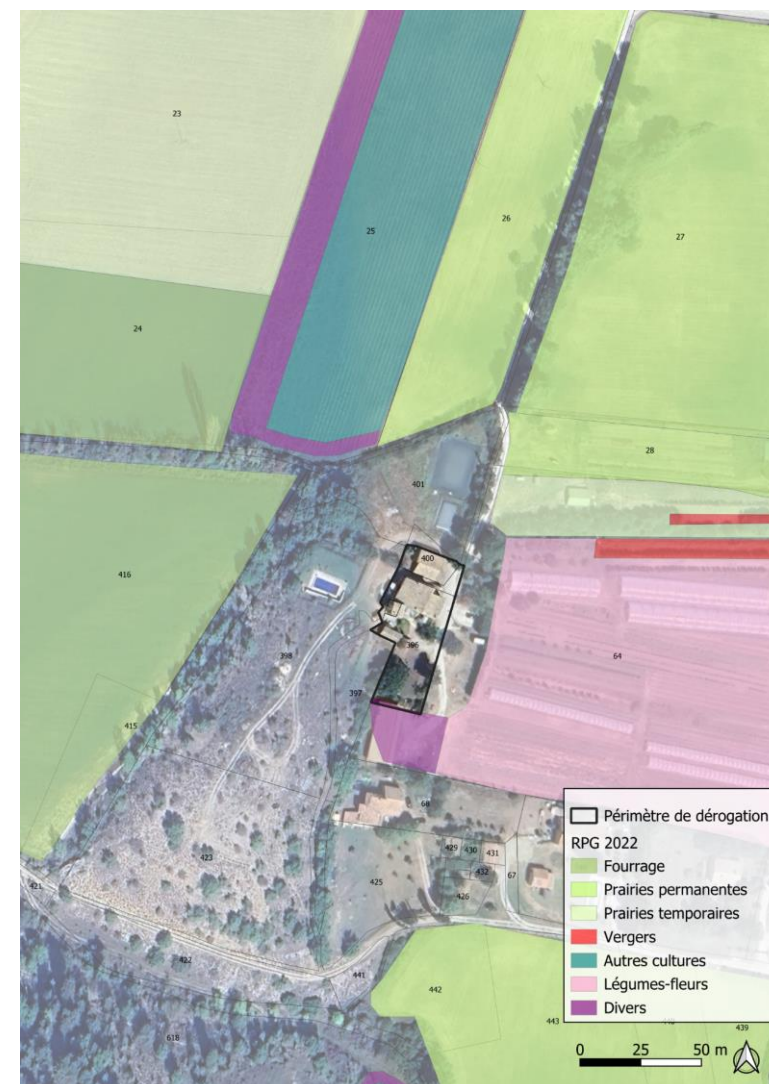 23
25
26
27
24
28
401
400
416
64
396
398
397
415
68
429 430 431
432
67
423
425
426
421
422
441
442
443
439
618
Périmètre de dérogation
RPG 2022
Fourrage
Prairies permanentes
Prairies temporaires
Vergers
Autres cultures
Légumes-fleurs
Divers
0 25 50 m